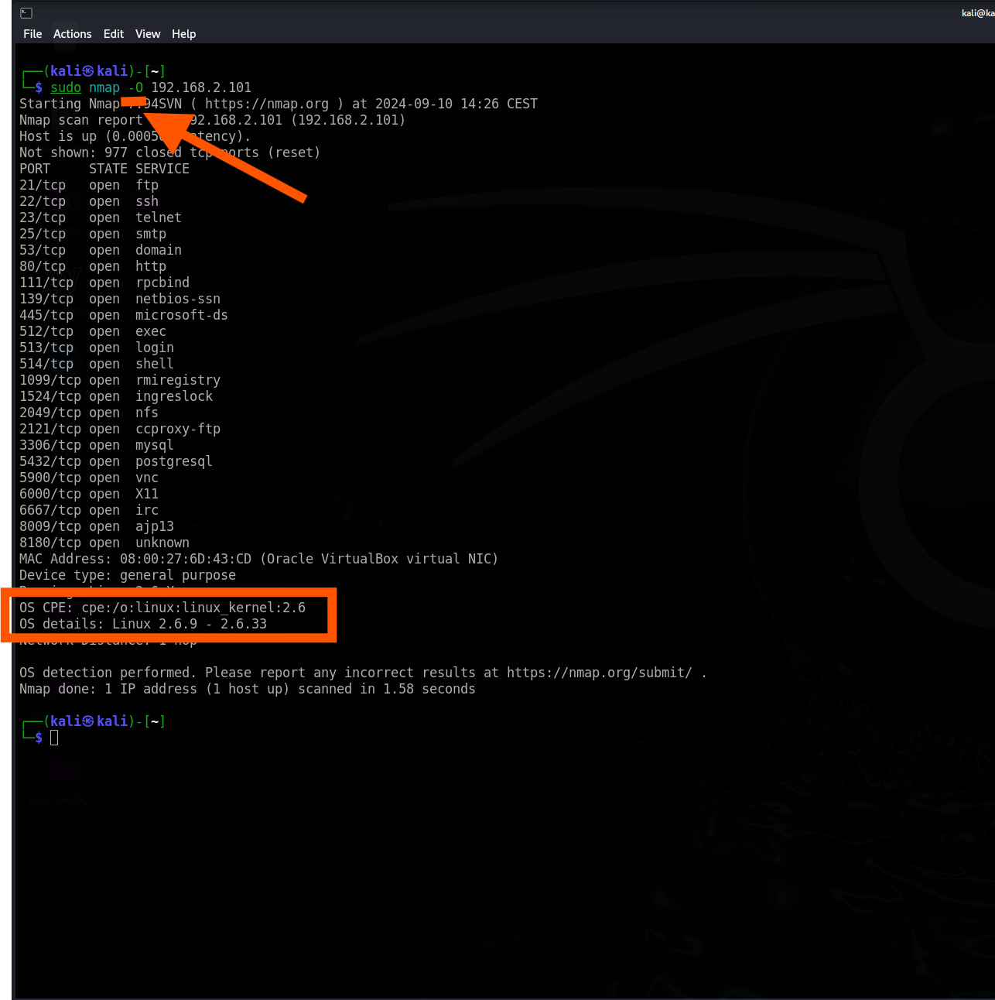 kali@ka
File Actions Edit View Help
┌──(kali㉿kali)-[~]
└─$ sudo nmap -O 192.168.2.101
Starting Nmap 7.94SVN ( https://nmap.org ) at 2024-09-10 14:26 CEST
Nmap scan report 92.168.2.101 (192.168.2.101)
Host is up (0.0005 tency).
Not shown: 977 closed tcp ports (reset)
PORT     STATE SERVICE
21/tcp   open  ftp
22/tcp   open  ssh
23/tcp   open  telnet
25/tcp   open  smtp
53/tcp   open  domain
80/tcp   open  http
111/tcp  open  rpcbind
139/tcp  open  netbios-ssn
445/tcp  open  microsoft-ds
512/tcp  open  exec
513/tcp  open  login
514/tcp  open  shell
1099/tcp open  rmiregistry
1524/tcp open  ingreslock
2049/tcp open  nfs
2121/tcp open  ccproxy-ftp
3306/tcp open  mysql
5432/tcp open  postgresql
5900/tcp open  vnc
6000/tcp open  X11
6667/tcp open  irc
8009/tcp open  ajp13
8180/tcp open  unknown
MAC Address: 08:00:27:6D:43:CD (Oracle VirtualBox virtual NIC)
Device type: general purpose
OS CPE: cpe:/o:linux:linux_kernel:2.6
OS details: Linux 2.6.9 - 2.6.33
Network Distance: 1 hop
OS detection performed. Please report any incorrect results at https://nmap.org/submit/ .
Nmap done: 1 IP address (1 host up) scanned in 1.58 seconds
┌──(kali㉿kali)-[~]
└─$
build-week